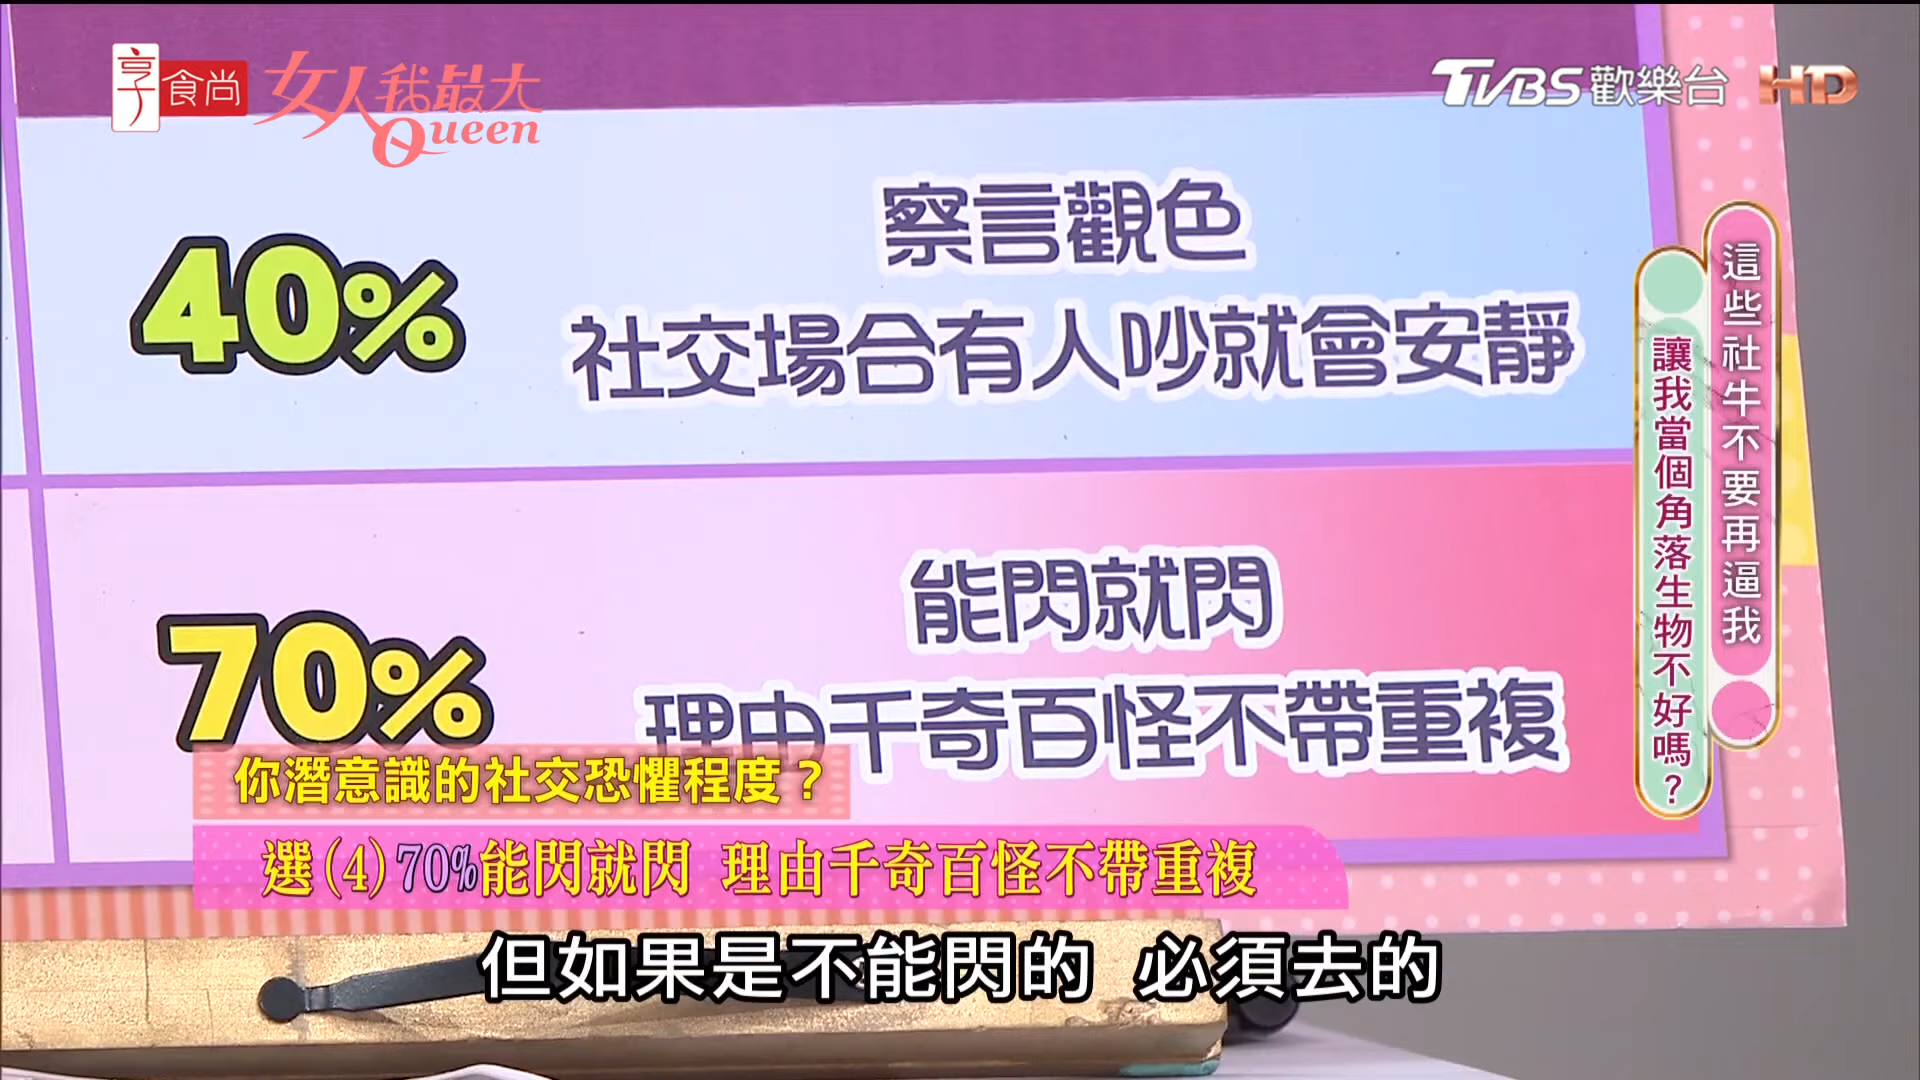 享食尚
女人我最大
Queen
TVBS歡樂台 HD
40%
察言觀色
社交場合有人吵就會安靜
70%
能閃就閃
理由千奇百怪不帶重複
這些社牛不要再逼我
讓我當個角落生物不好嗎？
你潛意識的社交恐懼程度？
選(4)70%能閃就閃 理由千奇百怪不帶重複
但如果是不能閃的 必須去的